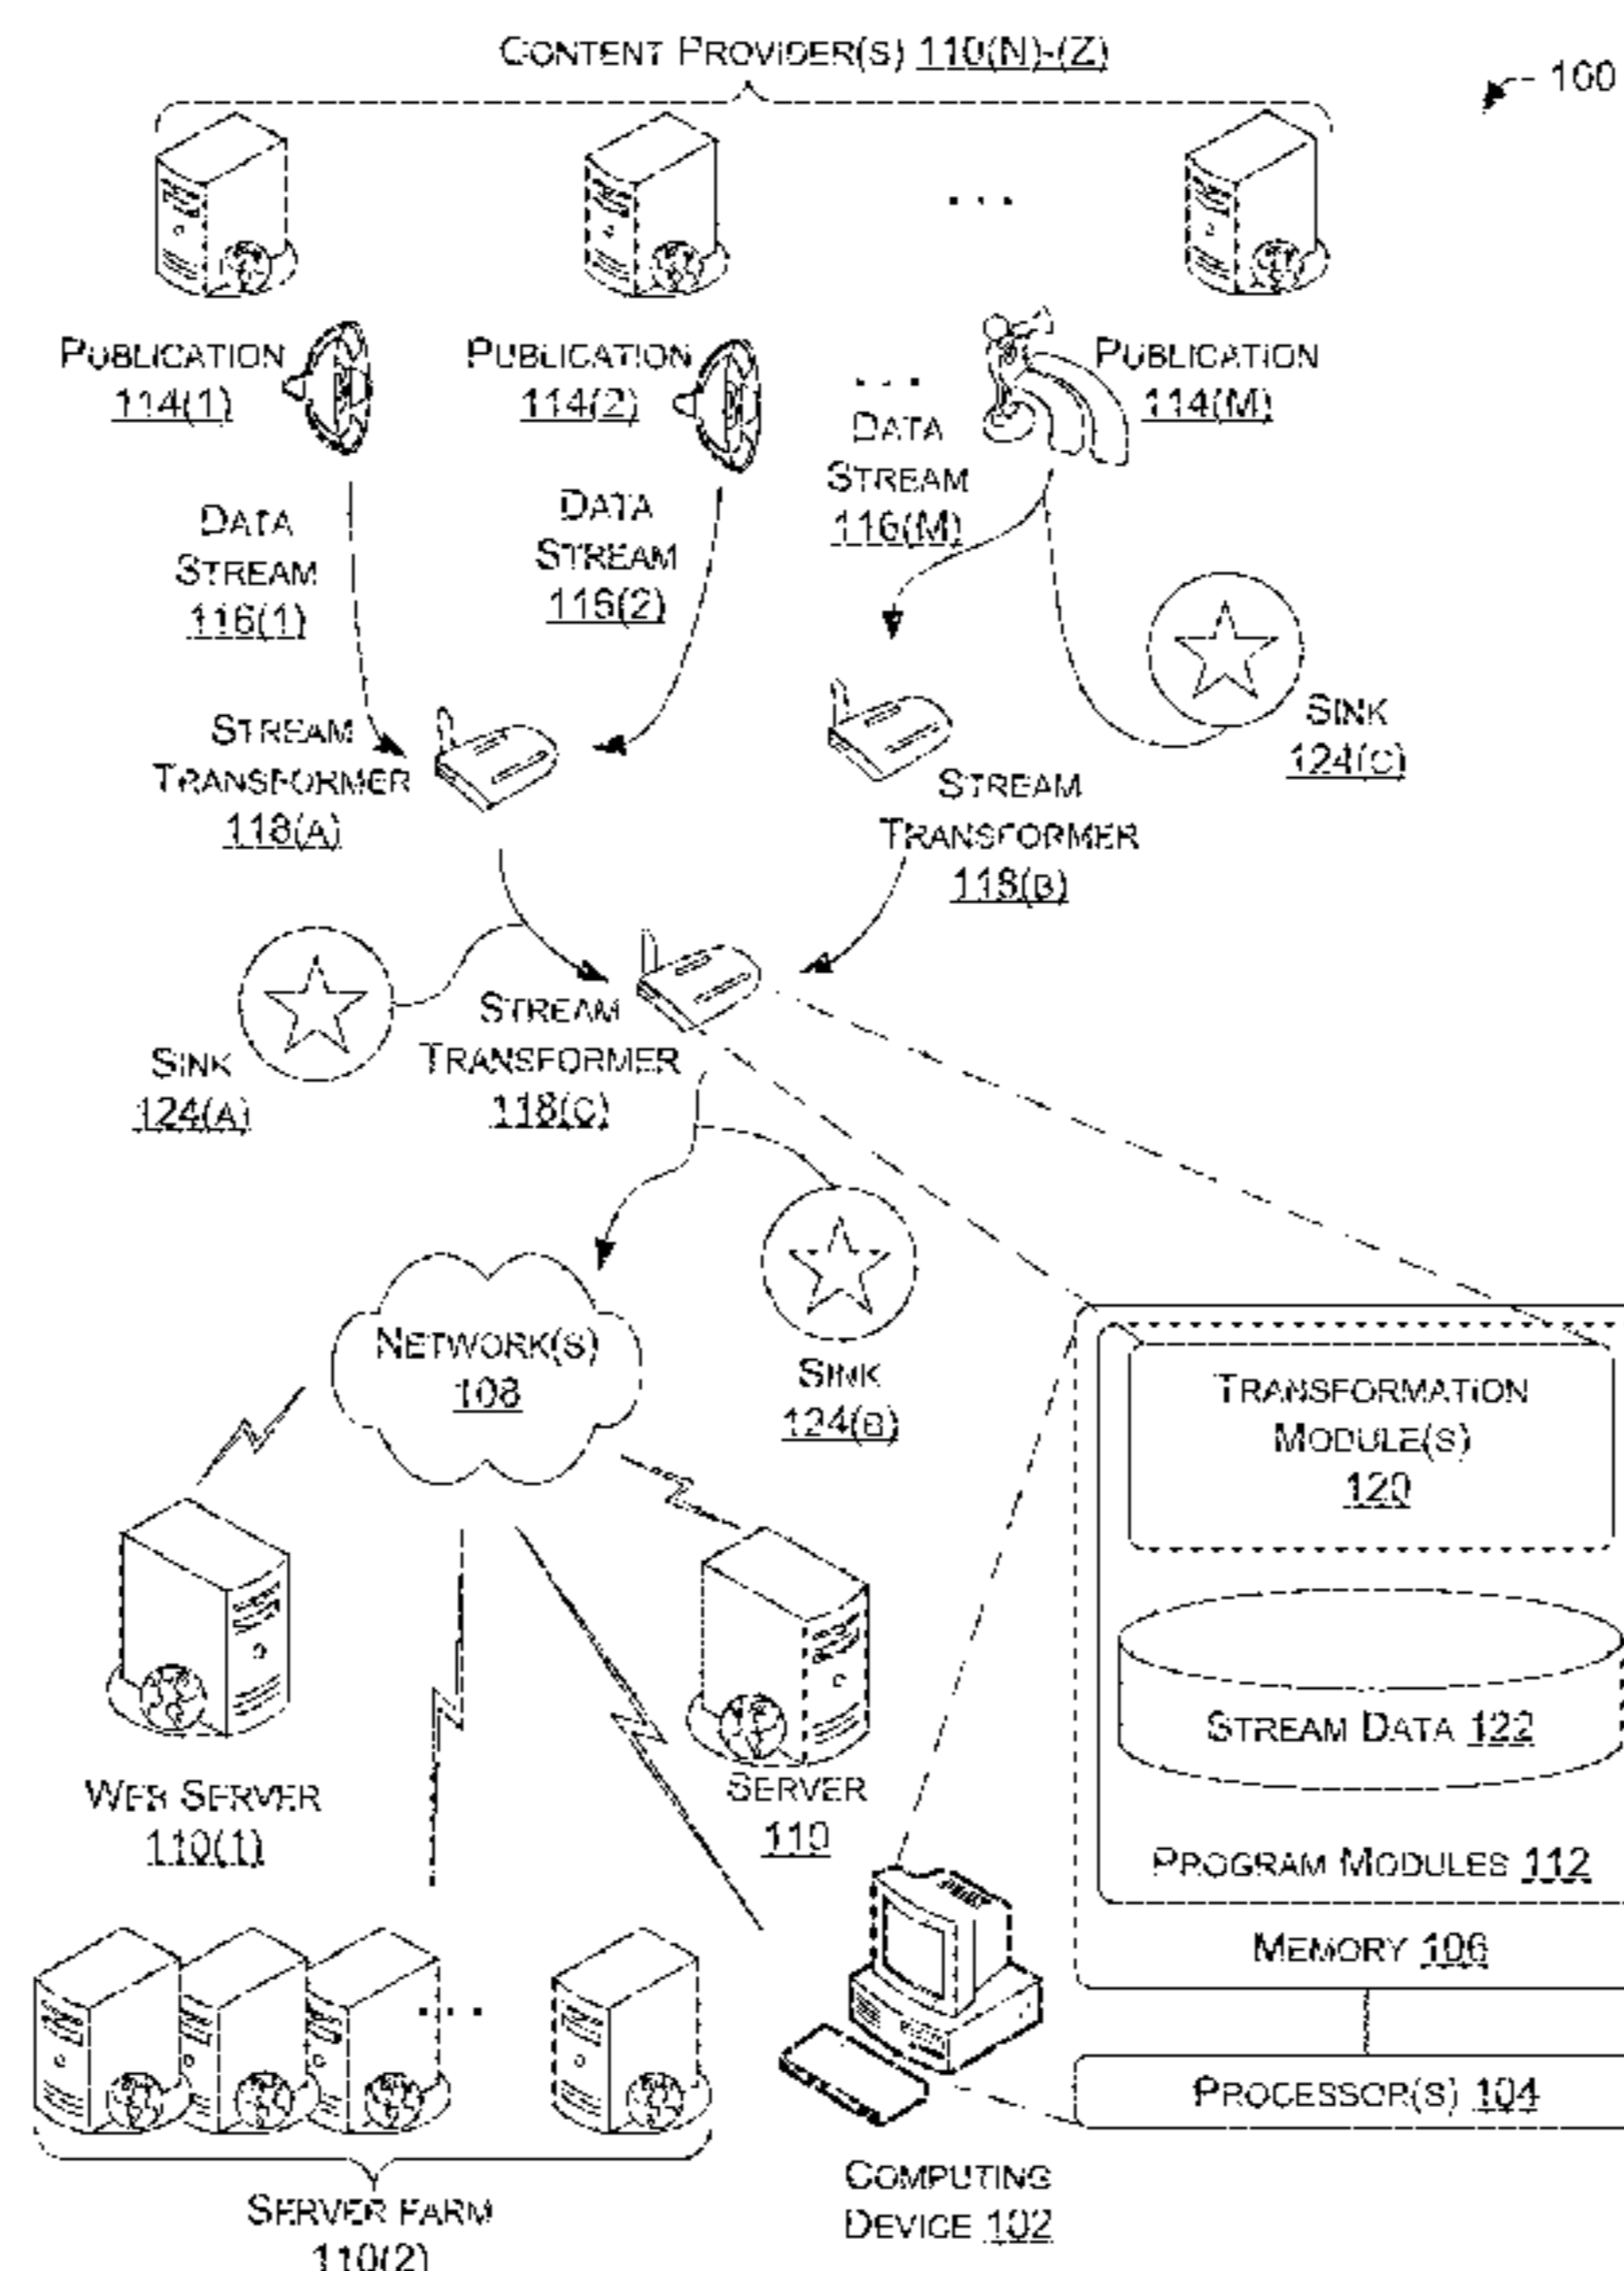 CONTENT PROVIDER(S) 110(N)-(Z)
100
PUBLICATION
114(1)
PUBLICATION
114(2)
...
PUBLICATION
114(M)
DATA
STREAM
116(1)
DATA
STREAM
116(2)
DATA
STREAM
116(M)
STREAM
TRANSFORMER
118(A)
STREAM
TRANSFORMER
118(B)
SINK
124(C)
SINK
124(A)
STREAM
TRANSFORMER
118(C)
NETWORK(S)
108
SINK
124(B)
TRANSFORMATION
MODULE(S)
120
STREAM DATA 122
PROGRAM MODULES 112
MEMORY 106
PROCESSOR(S) 104
WEB SERVER
110(1)
SERVER
110
SERVER FARM
110(2)
COMPUTING
DEVICE 102